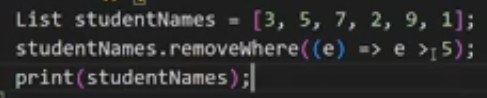 List studentNames = [3, 5, 7, 2, 9, 1];
studentNames.removeWhere((e) => e > 5);
print(studentNames);